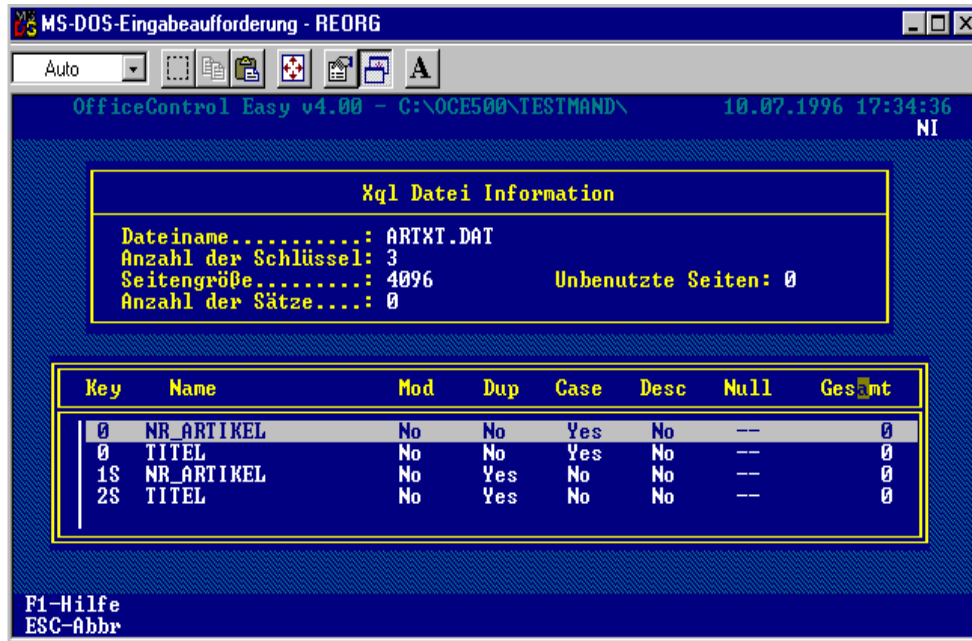 MS-DOS-Eingabeaufforderung - REORG
Auto
A
OfficeControl Easy v4.00 - C:\OCE500\TESTMAND\ 10.07.1996 17:34:36
NI
Xql Datei Information
Dateiname...........: ARTXT.DAT
Anzahl der Schlüssel: 3
Seitengröße.........: 4096 Unbenutzte Seiten: 0
Anzahl der Sätze....: 0
Key Name Mod Dup Case Desc Null Gesamt
0 NR_ARTIKEL No No Yes No -- 0
0 TITEL No No Yes No -- 0
1S NR_ARTIKEL No Yes No No -- 0
2S TITEL No Yes No No -- 0
F1-Hilfe
ESC-Abbr